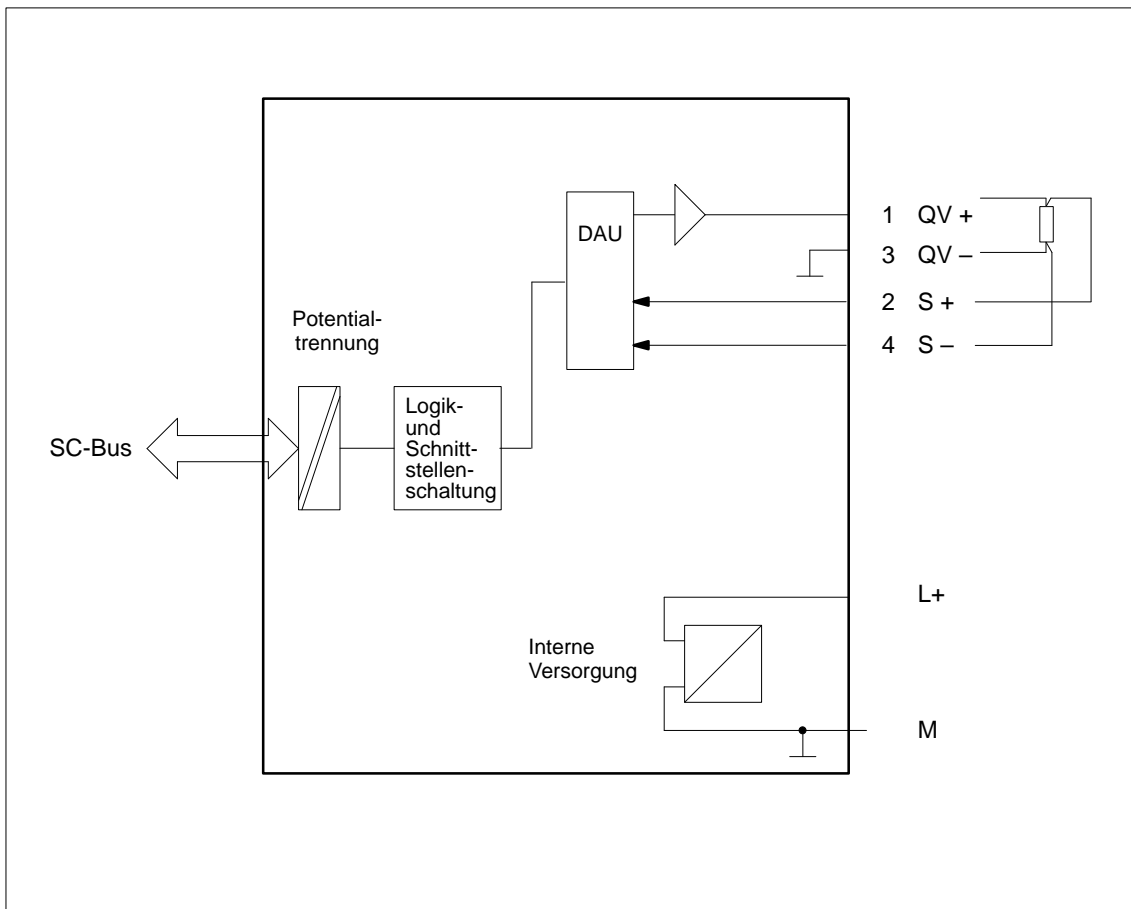 DAU
1 QV +
3 QV –
2 S +
4 S –
Potential-
trennung
SC-Bus
Logik-
und
Schnitt-
stellen-
schaltung
L+
Interne
Versorgung
M